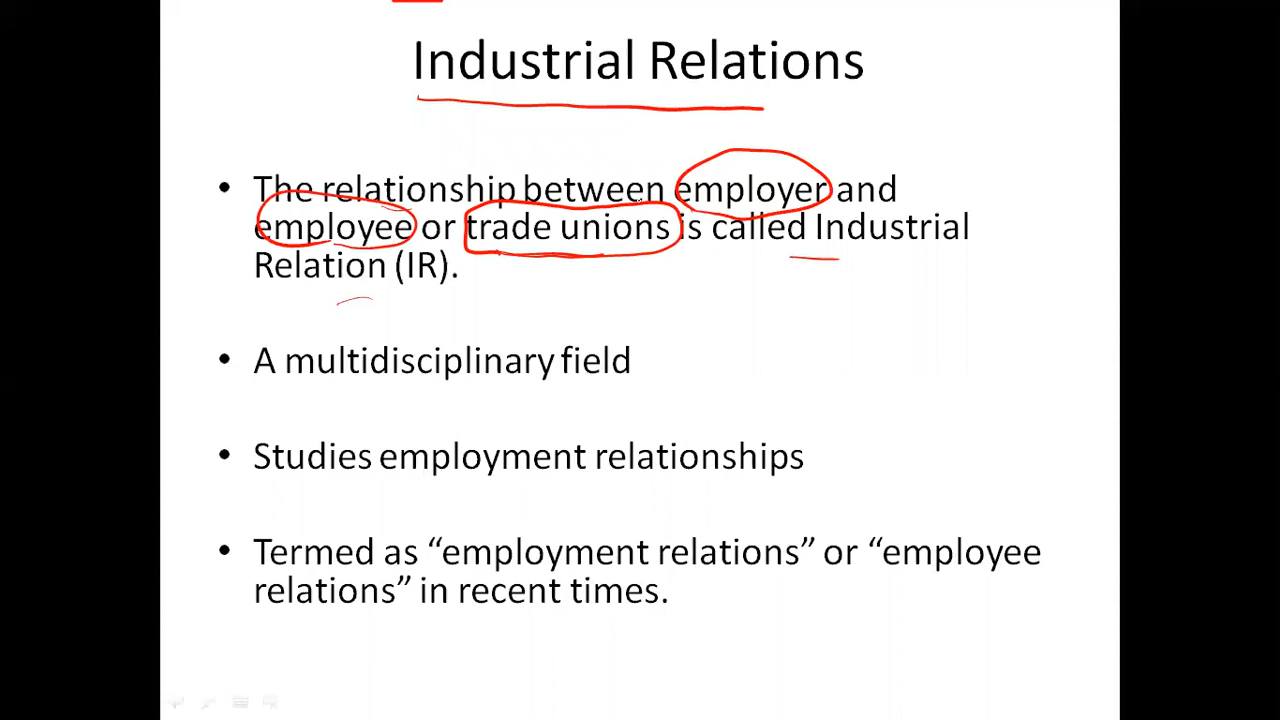 Industrial Relations
• The relationship between employer and
employee or trade unions is called Industrial
Relation (IR).
• A multidisciplinary field
• Studies employment relationships
• Termed as “employment relations” or “employee
relations” in recent times.